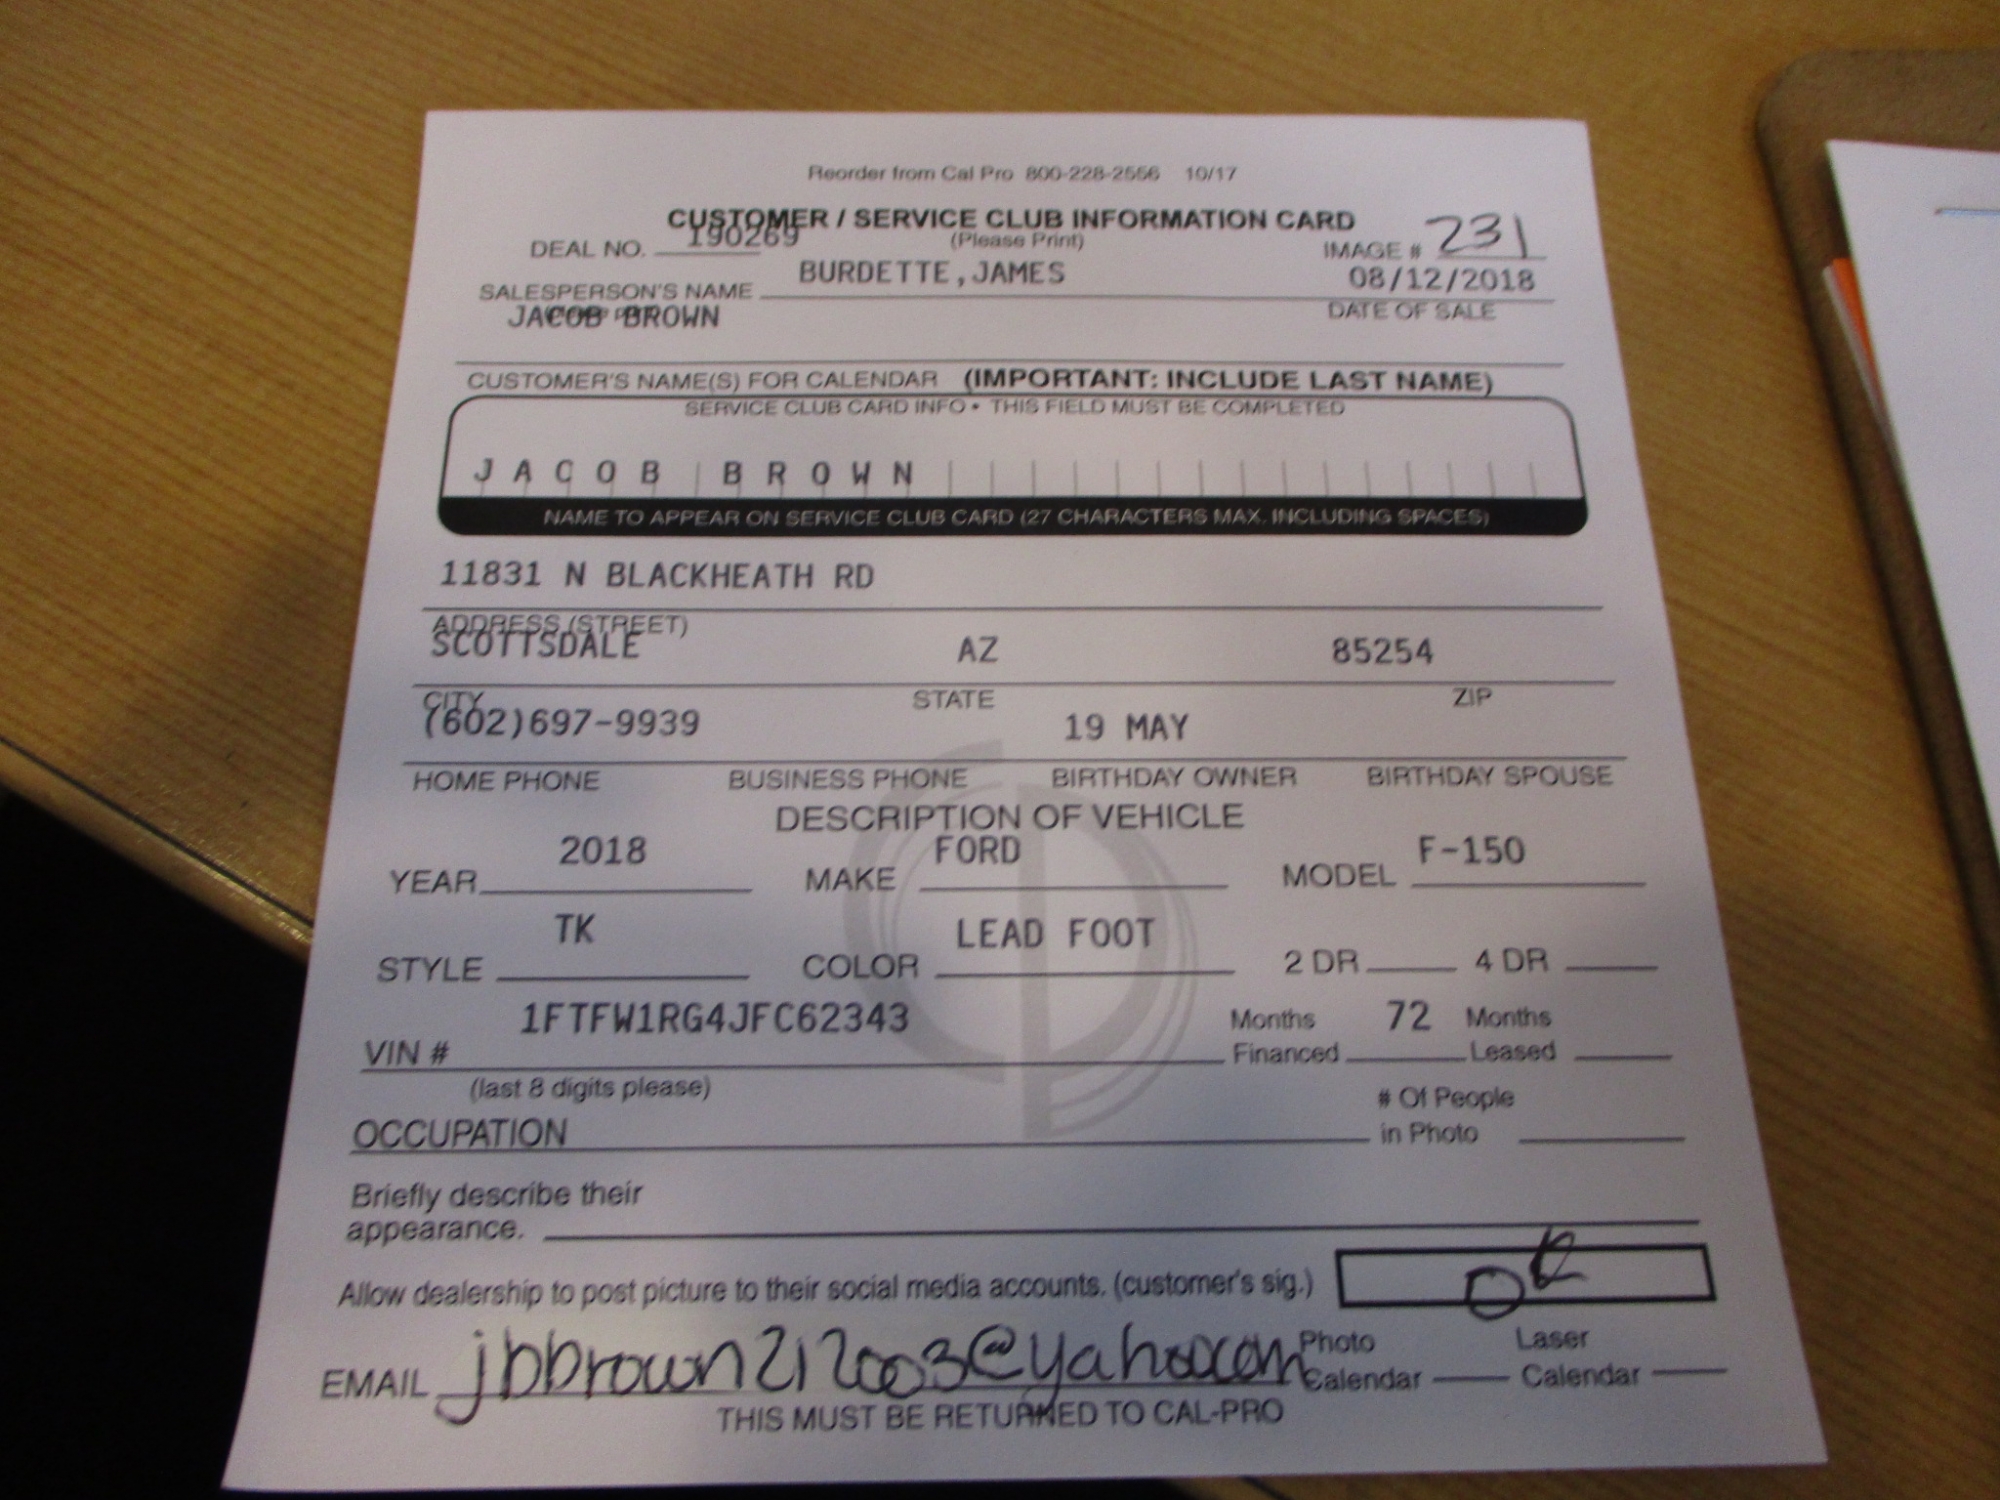 Reorder from Cal Pro 800-228-2556 10/17
CUSTOMER / SERVICE CLUB INFORMATION CARD
DEAL NO. 190269 (Please Print) IMAGE # 231
SALESPERSON'S NAME BURDETTE,JAMES 08/12/2018
JACOB BROWN DATE OF SALE
CUSTOMER'S NAME(S) FOR CALENDAR (IMPORTANT: INCLUDE LAST NAME)
SERVICE CLUB CARD INFO • THIS FIELD MUST BE COMPLETED
JACOB BROWN
NAME TO APPEAR ON SERVICE CLUB CARD (27 CHARACTERS MAX. INCLUDING SPACES)
11831 N BLACKHEATH RD
ADDRESS (STREET)
SCOTTSDALE AZ 85254
CITY STATE ZIP
(602)697-9939 19 MAY
HOME PHONE BUSINESS PHONE BIRTHDAY OWNER BIRTHDAY SPOUSE
DESCRIPTION OF VEHICLE
YEAR 2018 MAKE FORD MODEL F-150
STYLE TK COLOR LEAD FOOT 2 DR 4 DR
VIN # 1FTFW1RG4JFC62343 Months Financed 72 Months Leased
(last 8 digits please)
OCCUPATION # Of People in Photo
Briefly describe their
appearance.
Allow dealership to post picture to their social media accounts. (customer's sig.) OK
EMAIL jbbrown212003@yahoo.com Photo Calendar Laser Calendar
THIS MUST BE RETURNED TO CAL-PRO